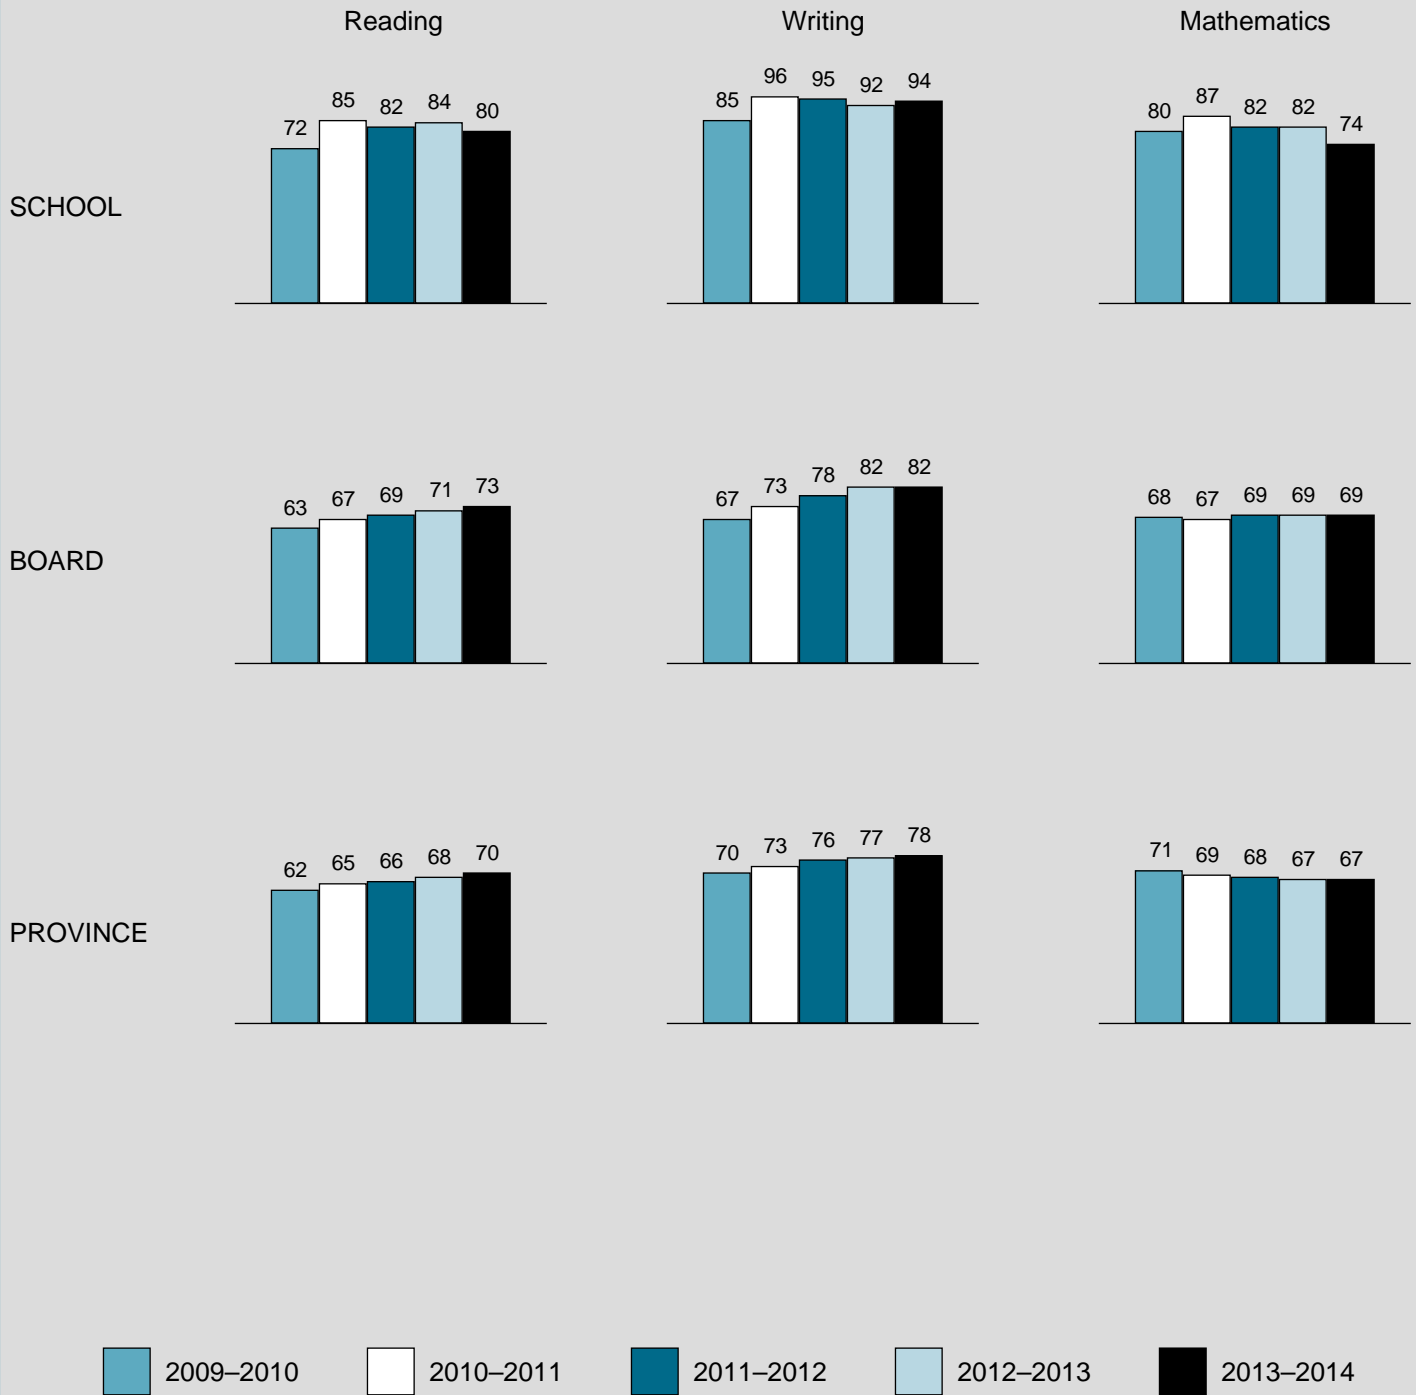 Reading Writing Mathematics
72 85 82 84 80 85 96 95 92 94 80 87 82 82 74
SCHOOL
63 67 69 71 73 67 73 78 82 82 68 67 69 69 69
BOARD
62 65 66 68 70 70 73 76 77 78 71 69 68 67 67
PROVINCE
2009–2010 2010–2011 2011–2012 2012–2013 2013–2014